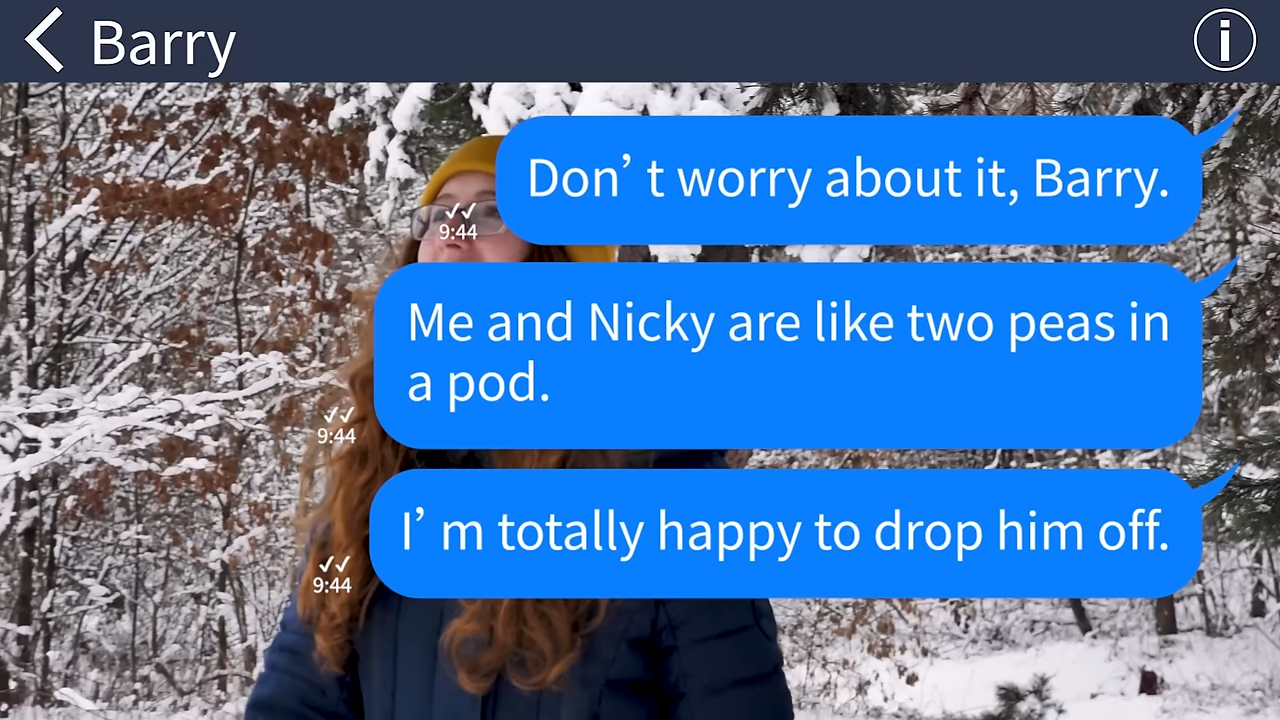 Barry
Don’t worry about it, Barry.
9:44
Me and Nicky are like two peas in
a pod.
9:44
I’m totally happy to drop him off.
9:44